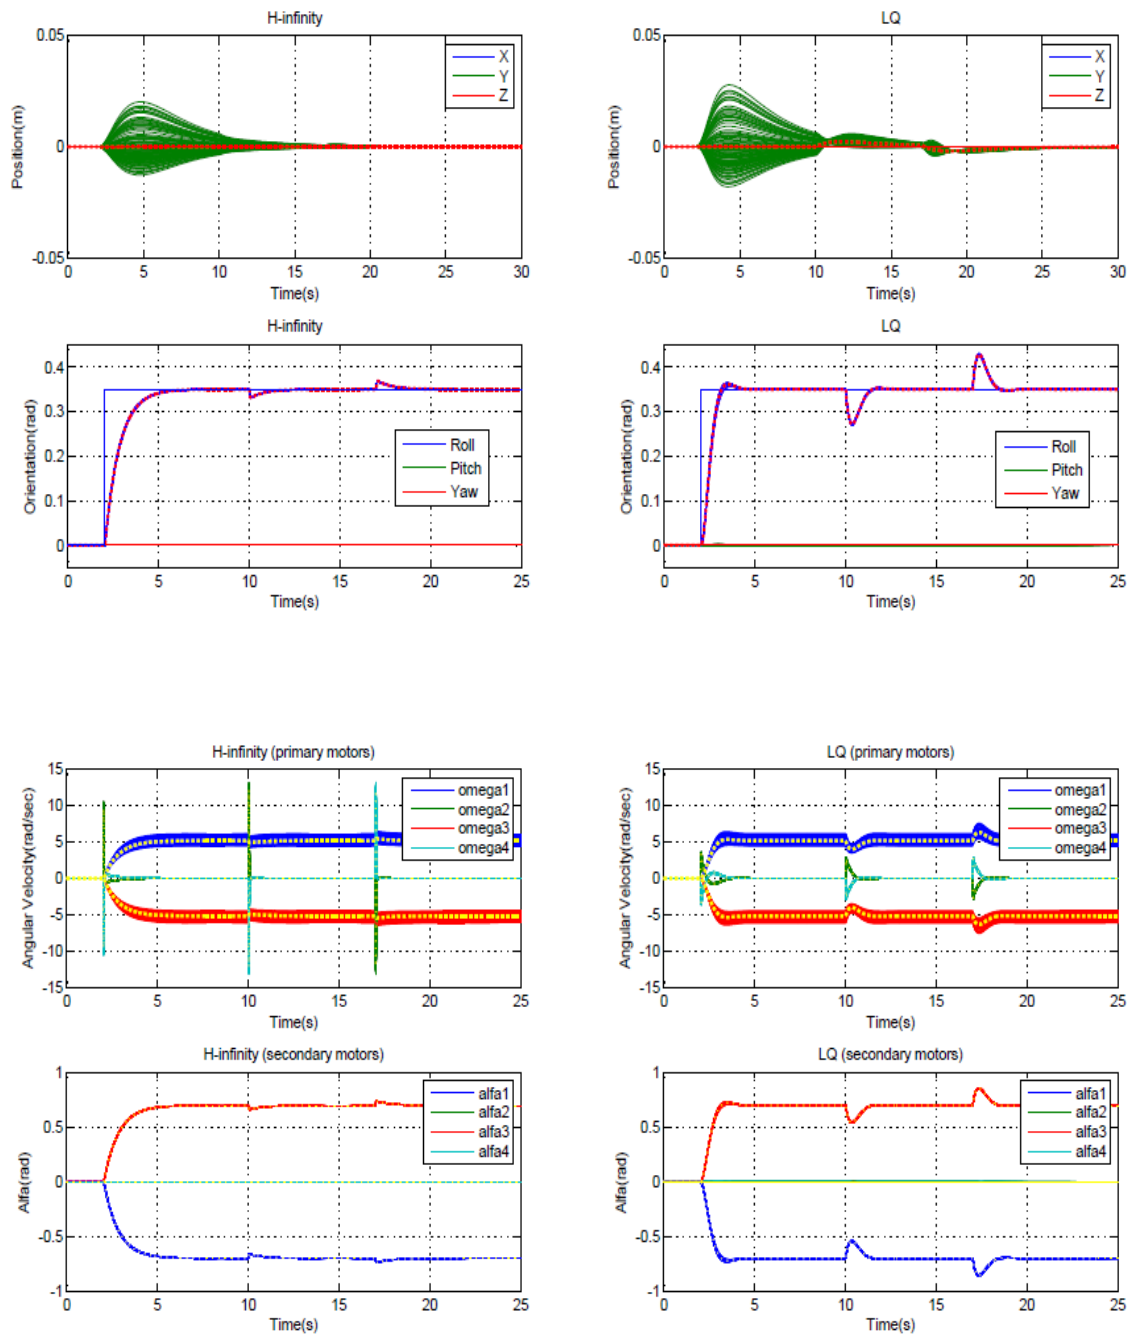 H-infinity
LQ
0.05
0
-0.05
Position(m)
X
Y
Z
0 5 10 15 20 25 30
Time(s)
0.05
0
-0.05
Position(m)
X
Y
Z
0 5 10 15 20 25 30
Time(s)
H-infinity
LQ
0.4
0.3
0.2
0.1
0
Orientation(rad)
Roll
Pitch
Yaw
0 5 10 15 20 25
Time(s)
0.4
0.3
0.2
0.1
0
Orientation(rad)
Roll
Pitch
Yaw
0 5 10 15 20 25
Time(s)
H-infinity (primary motors)
LQ (primary motors)
15
10
5
0
-5
-10
-15
Angular Velocity(rad/sec)
omega1
omega2
omega3
omega4
0 5 10 15 20 25
Time(s)
15
10
5
0
-5
-10
-15
Angular Velocity(rad/sec)
omega1
omega2
omega3
omega4
0 5 10 15 20 25
Time(s)
H-infinity (secondary motors)
LQ (secondary motors)
1
0.5
0
-0.5
-1
Alfa(rad)
alfa1
alfa2
alfa3
alfa4
0 5 10 15 20 25
Time(s)
1
0.5
0
-0.5
-1
Alfa(rad)
alfa1
alfa2
alfa3
alfa4
0 5 10 15 20 25
Time(s)